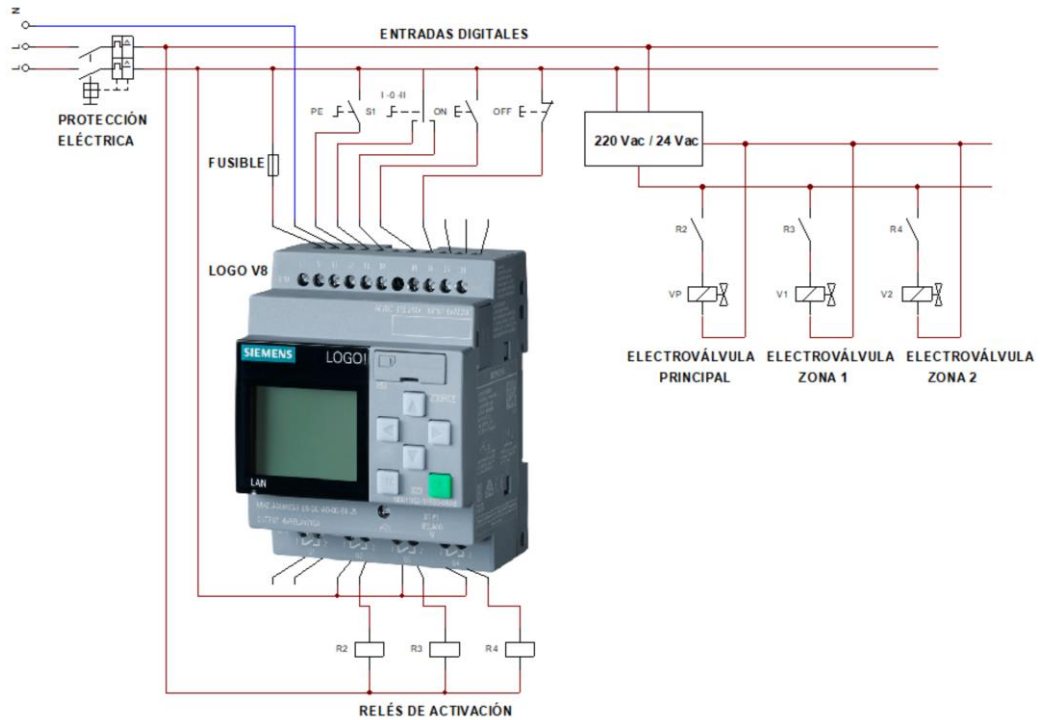 N
L
L
ENTRADAS DIGITALES
PROTECCIÓN
ELÉCTRICA
FUSIBLE
PE
S1
I -0 -II
ON
OFF
220 Vac / 24 Vac
R2
R3
R4
VP
V1
V2
ELECTROVÁLVULA
PRINCIPAL
ELECTROVÁLVULA
ZONA 1
ELECTROVÁLVULA
ZONA 2
LOGO V8
SIEMENS
LOGO!
LAN
R2
R3
R4
RELÉS DE ACTIVACIÓN